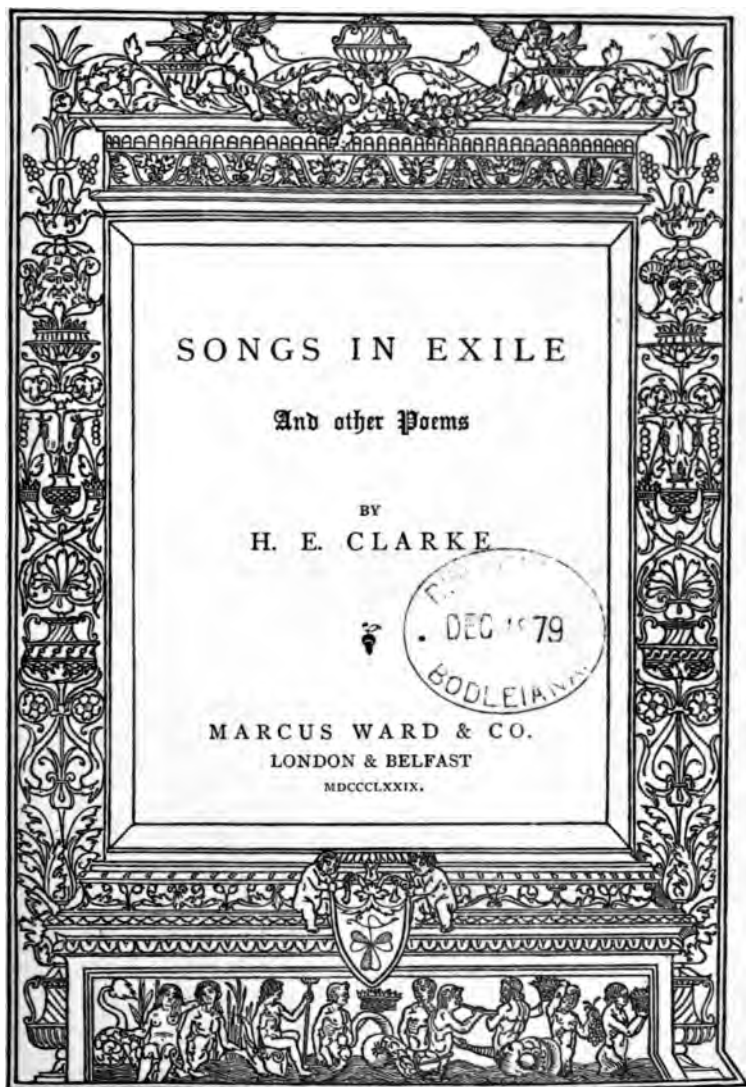 SONGS IN EXILE
And other Poems
BY
H. E. CLARKE
DEC 79
BODLEIANA
MARCUS WARD & CO.
LONDON & BELFAST
MDCCCLXXIX.